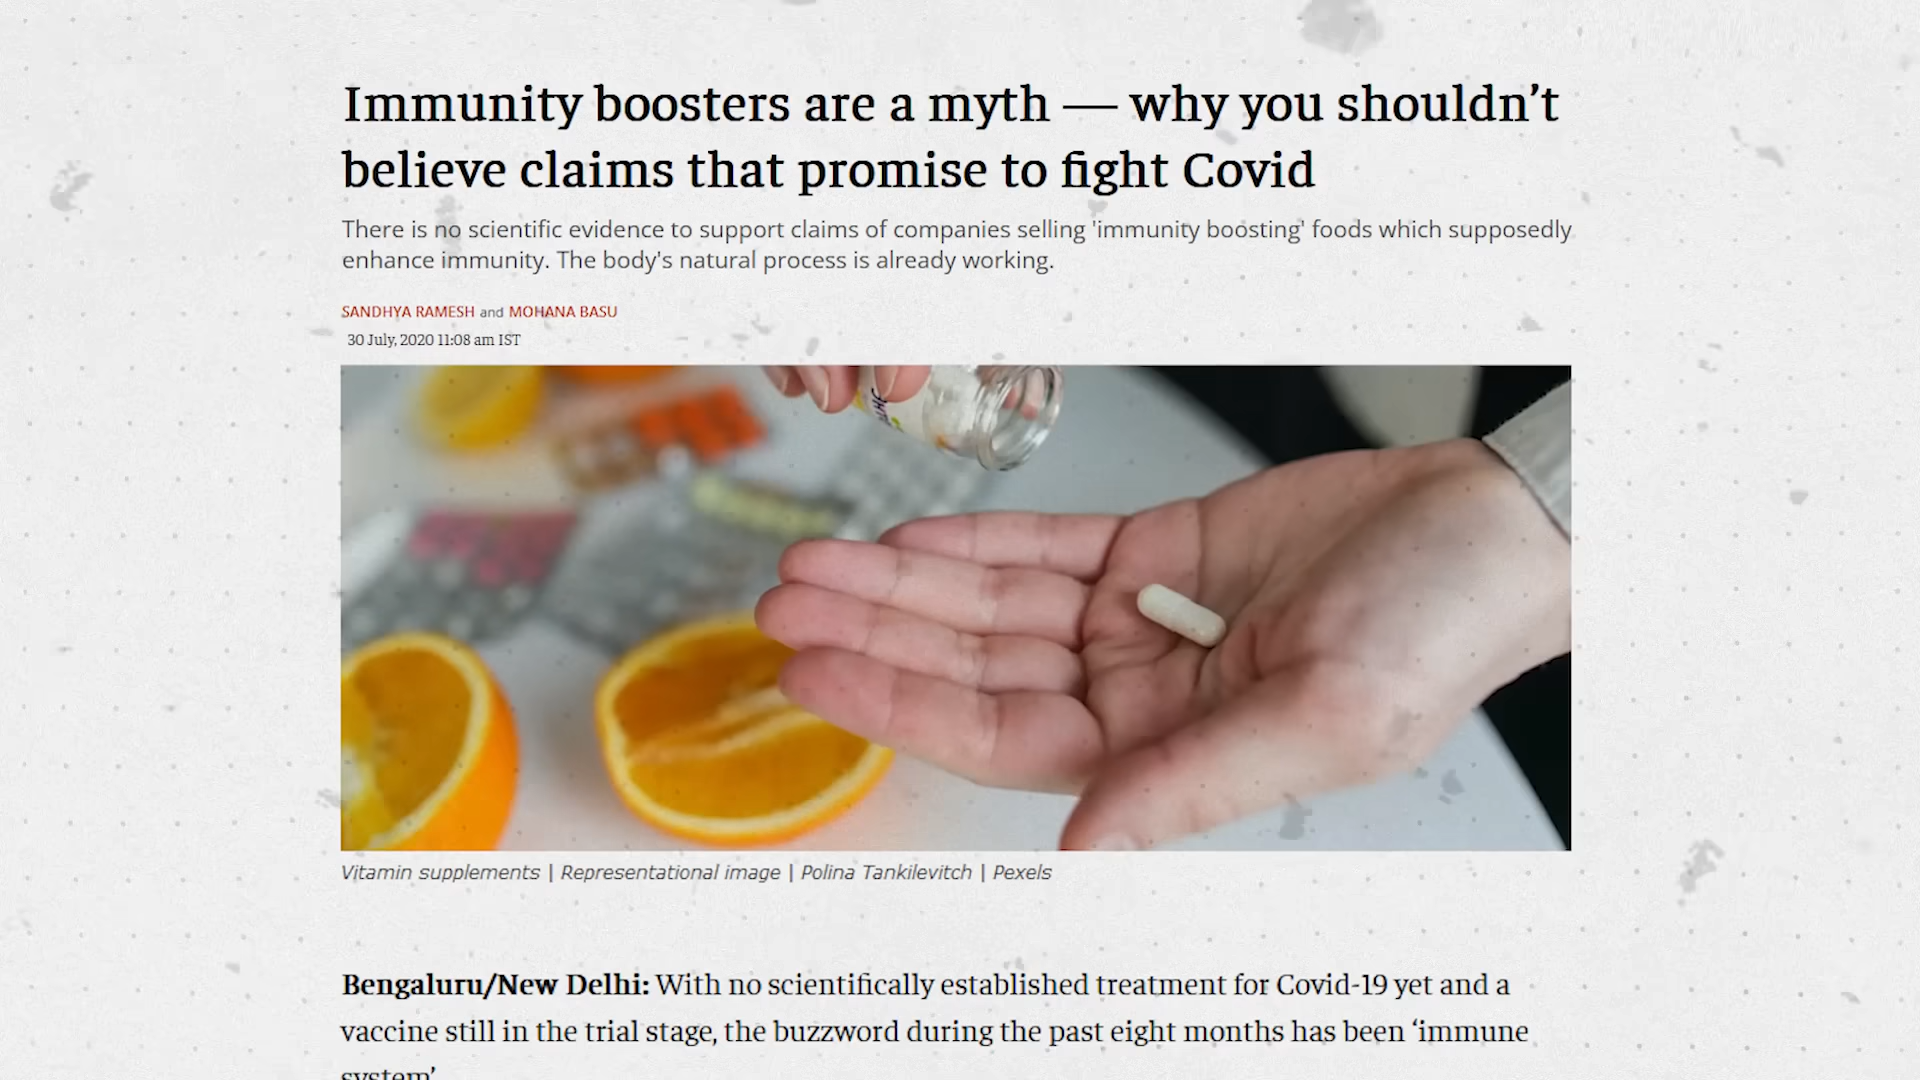 Immunity boosters are a myth — why you shouldn’t
believe claims that promise to fight Covid
There is no scientific evidence to support claims of companies selling 'immunity boosting' foods which supposedly
enhance immunity. The body's natural process is already working.
SANDHYA RAMESH and MOHANA BASU
30 July, 2020 11:08 am IST
Vitamin supplements | Representational image | Polina Tankilevitch | Pexels
Bengaluru/New Delhi: With no scientifically established treatment for Covid-19 yet and a
vaccine still in the trial stage, the buzzword during the past eight months has been ‘immune
system’